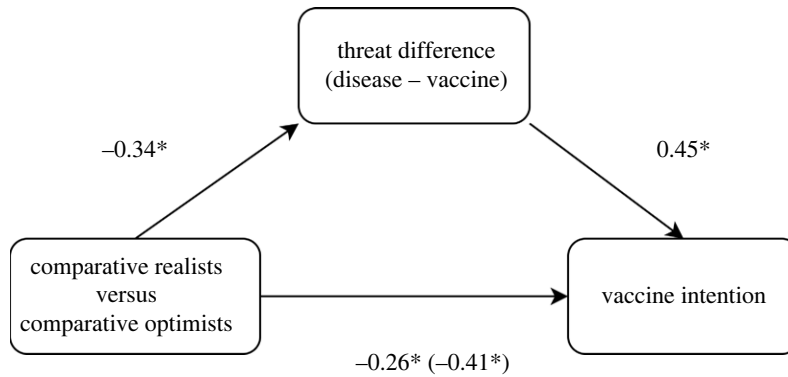 threat difference
(disease – vaccine)
–0.34*
0.45*
comparative realists
versus
comparative optimists
vaccine intention
–0.26* (–0.41*)